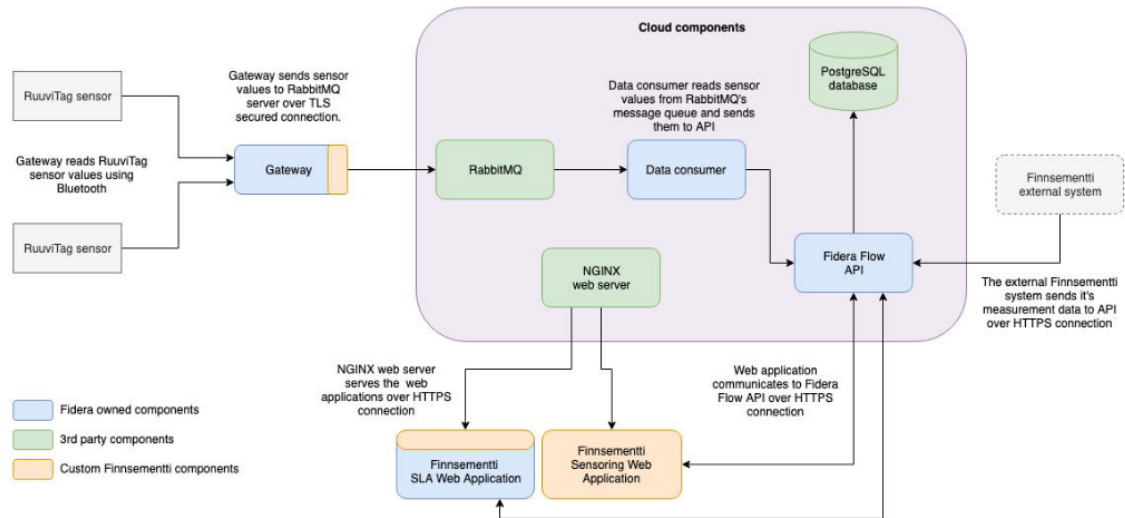 Cloud components
RuuviTag sensor
Gateway sends sensor
values to RabbitMQ
server over TLS
secured connection.
Data consumer reads sensor
values from RabbitMQ's
message queue and sends
them to API
PostgreSQL
database
Gateway reads RuuviTag
sensor values using
Bluetooth
Gateway
RabbitMQ
Data consumer
Finnsementti
external system
RuuviTag sensor
NGINX
web server
Fidera Flow
API
The external Finnsementti
system sends it's
measurement data to API
over HTTPS connection
NGINX web server
serves the web
applications over HTTPS
connection
Web application
communicates to Fidera
Flow API over HTTPS
connection
Fidera owned components
3rd party components
Custom Finnsementti components
Finnsementti
SLA Web Application
Finnsementti
Sensoring Web
Application